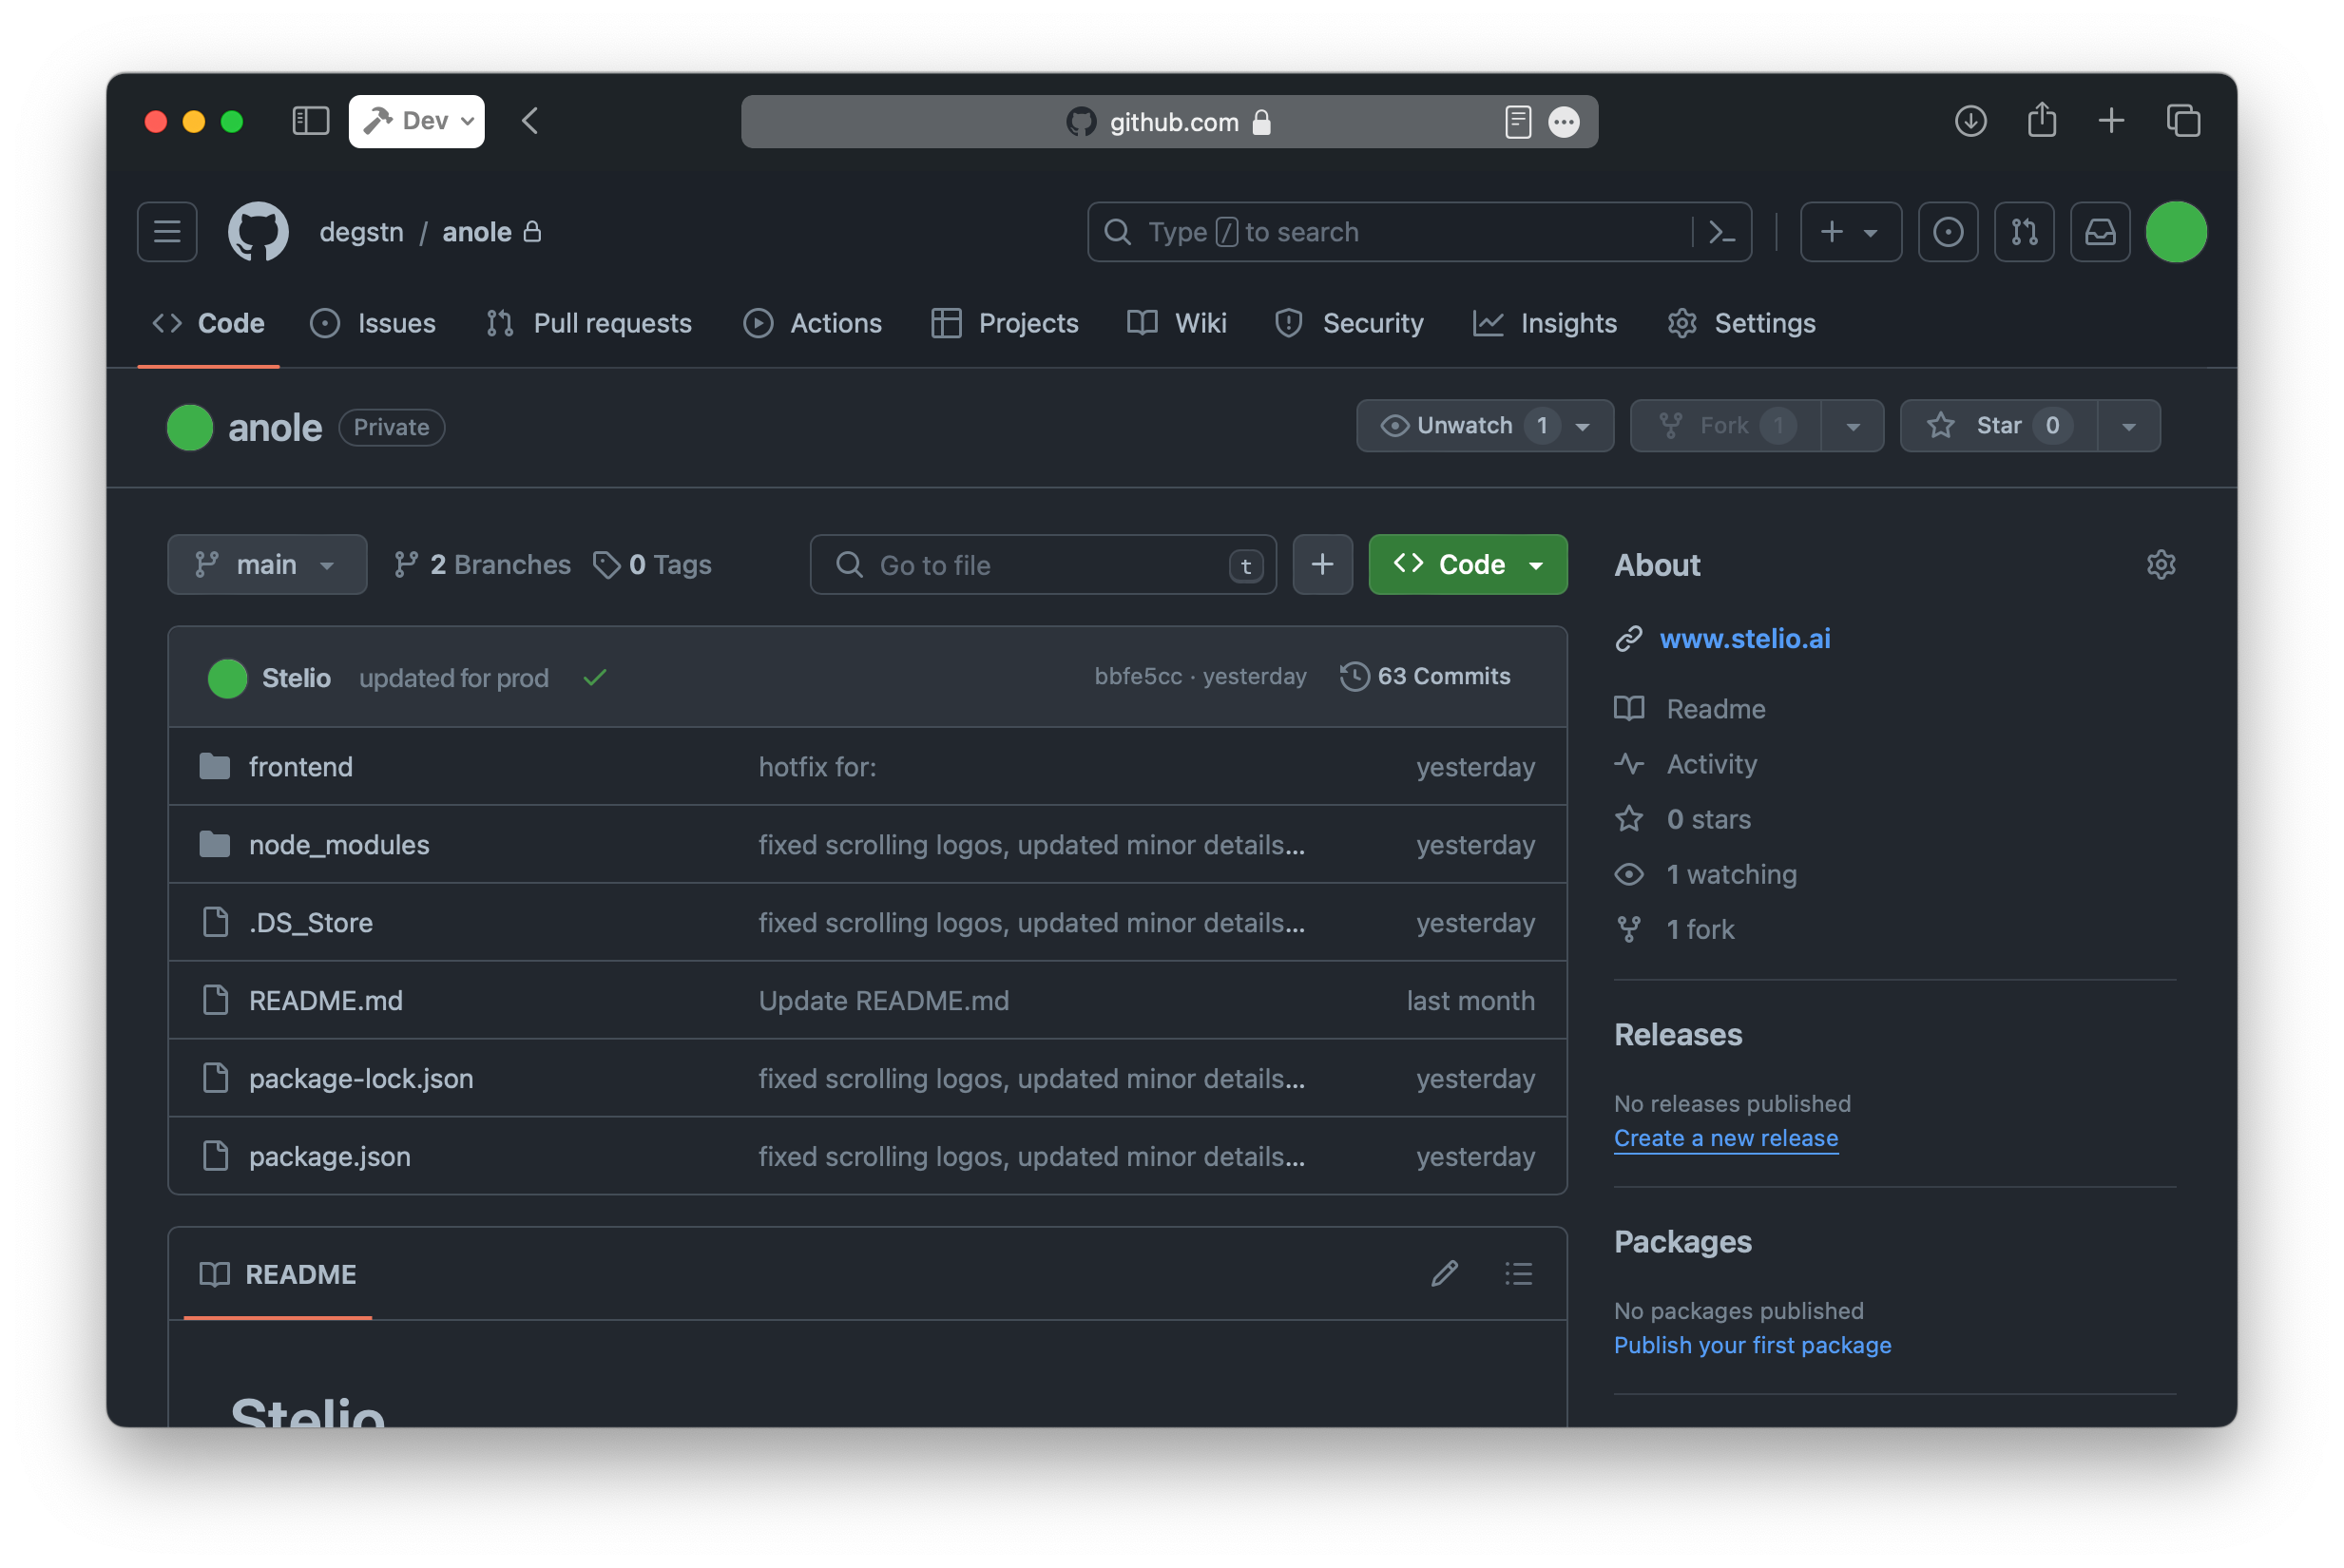 Dev
github.com
degstn / anole
Type / to search
Code Issues Pull requests Actions Projects Wiki Security Insights Settings
anole Private
Unwatch 1 Fork 1 Star 0
main 2 Branches 0 Tags
Go to file t
Code
Stelio updated for prod bbfe5cc · yesterday 63 Commits
frontend hotfix for: yesterday
node_modules fixed scrolling logos, updated minor details... yesterday
.DS_Store fixed scrolling logos, updated minor details... yesterday
README.md Update README.md last month
package-lock.json fixed scrolling logos, updated minor details... yesterday
package.json fixed scrolling logos, updated minor details... yesterday
README
Stelio
About
www.stelio.ai
Readme
Activity
0 stars
1 watching
1 fork
Releases
No releases published
Create a new release
Packages
No packages published
Publish your first package